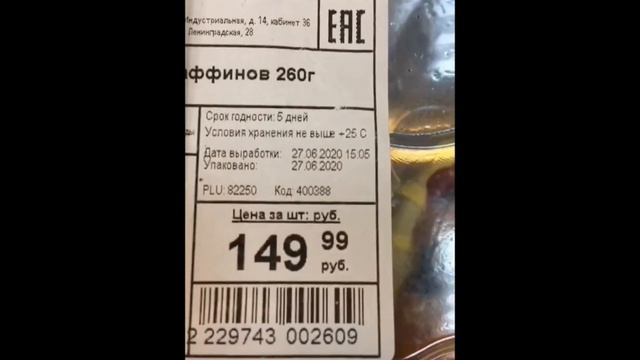 Индустриальная, д. 14, кабинет 36
Ленинградская, 28
EAC
аффинов 260г
Срок годности: 5 дней
Условия хранения не выше +25 С
Дата выработки: 27.06.2020 15:05
Упаковано: 27.06.2020
PLU: 82250 Код: 400388
Цена за шт: руб.
149 99
руб.
2 229743 002609